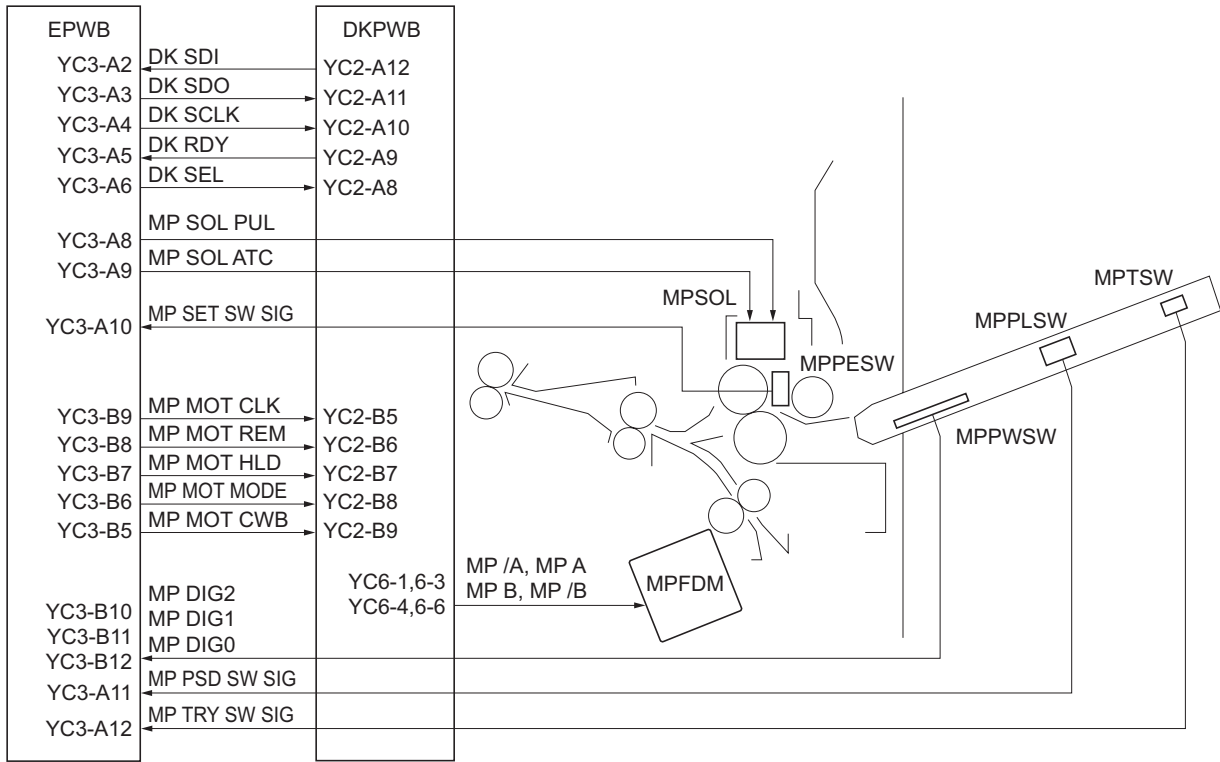 EPWB
DKPWB
YC3-A2 DK SDI YC2-A12
YC3-A3 DK SDO YC2-A11
YC3-A4 DK SCLK YC2-A10
YC3-A5 DK RDY YC2-A9
YC3-A6 DK SEL YC2-A8
YC3-A8 MP SOL PUL
YC3-A9 MP SOL ATC
YC3-A10 MP SET SW SIG
MPSOL
MPPESW
MPTSW
MPPLSW
MPPWSW
YC3-B9 MP MOT CLK YC2-B5
YC3-B8 MP MOT REM YC2-B6
YC3-B7 MP MOT HLD YC2-B7
YC3-B6 MP MOT MODE YC2-B8
YC3-B5 MP MOT CWB YC2-B9
YC6-1,6-3 MP /A, MP A
YC6-4,6-6 MP B, MP /B
MPFDM
YC3-B10 MP DIG2
YC3-B11 MP DIG1
YC3-B12 MP DIG0
YC3-A11 MP PSD SW SIG
YC3-A12 MP TRY SW SIG